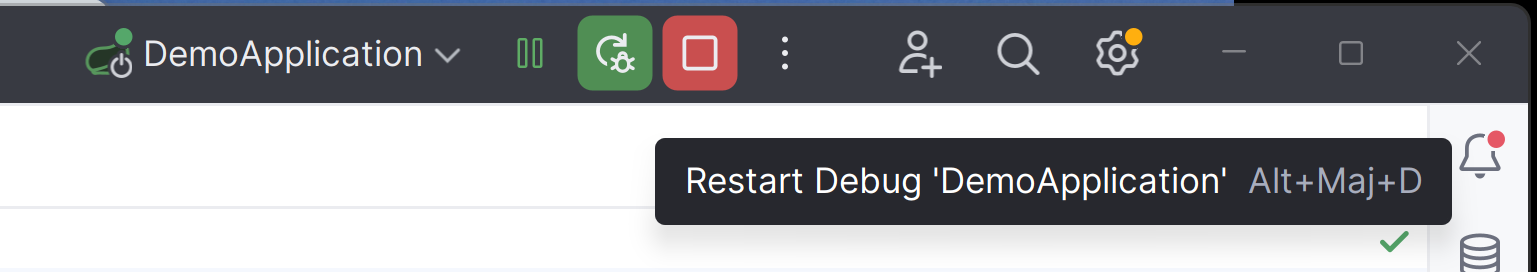 DemoApplication
Restart Debug 'DemoApplication' Alt+Maj+D